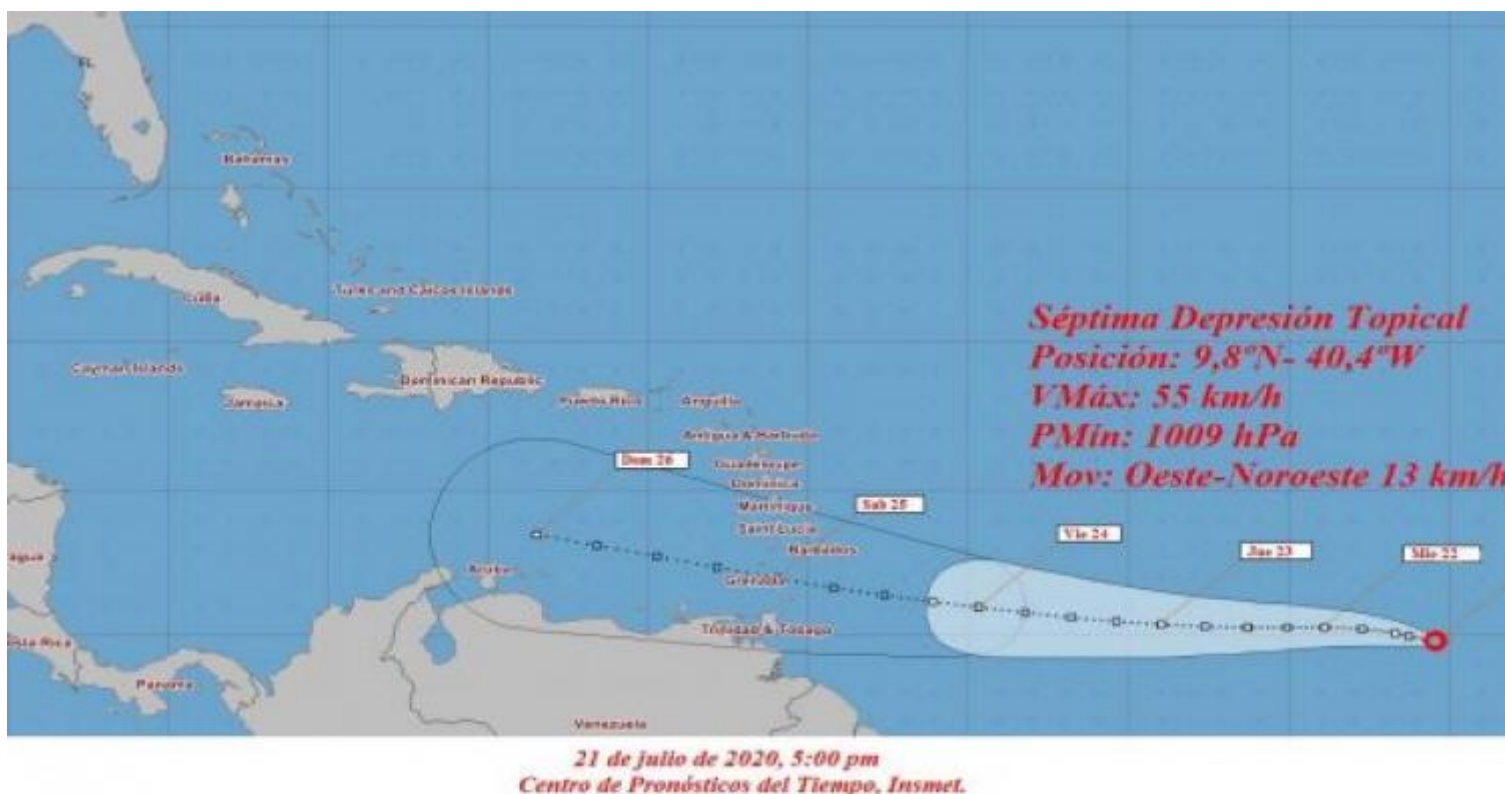 FL
Bahamas
Cuba
Turks and Caicos Islands
Séptima Depresión Topical
Posición: 9,8ºN- 40,4ºW
VMáx: 55 km/h
PMín: 1009 hPa
Mov: Oeste-Noroeste 13 km/h
Cayman Islands
Jamaica
Dominican Republic
Puerto Rico
Anguilla
Antigua & Barbuda
Dom 26
Guadeloupe
Dominica
Martinique
Sab 25
Saint Lucia
Barbados
Vie 24
Jue 23
Mie 22
agua
Aruba
Grenada
Trinidad & Tobago
sta Rica
Panama
Venezuela
21 de julio de 2020, 5:00 pm
Centro de Pronósticos del Tiempo, Insmet.